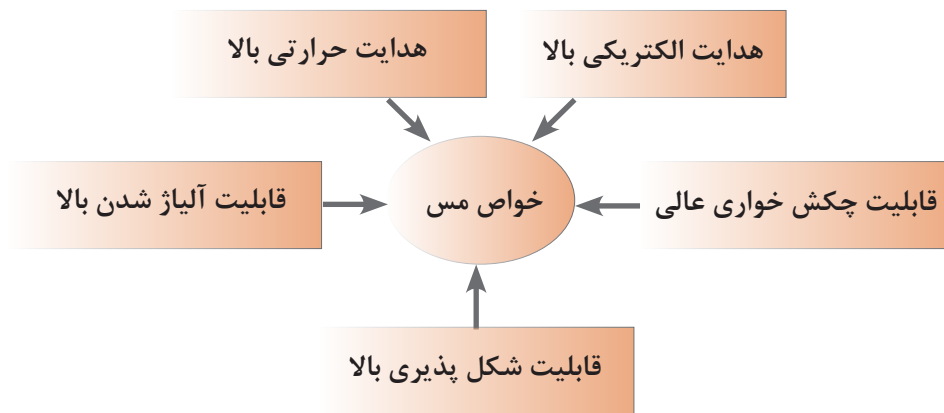 هدایت الکتریکی بالا
هدایت حرارتی بالا
قابلیت چکش خواری عالی
خواص مس
قابلیت آلیاژ شدن بالا
قابلیت شکل پذیری بالا